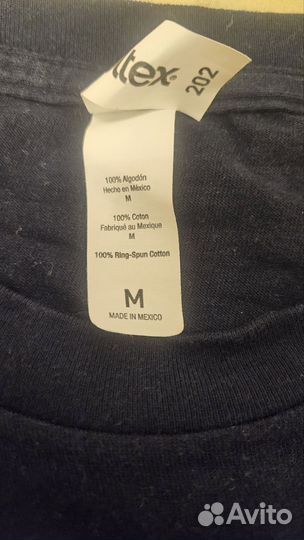 ltex®
202
100% Algodón
Hecho en México
M
100% Coton
Fabriqué au Mexique
M
100% Ring-Spun Cotton
M
MADE IN MEXICO
Avito